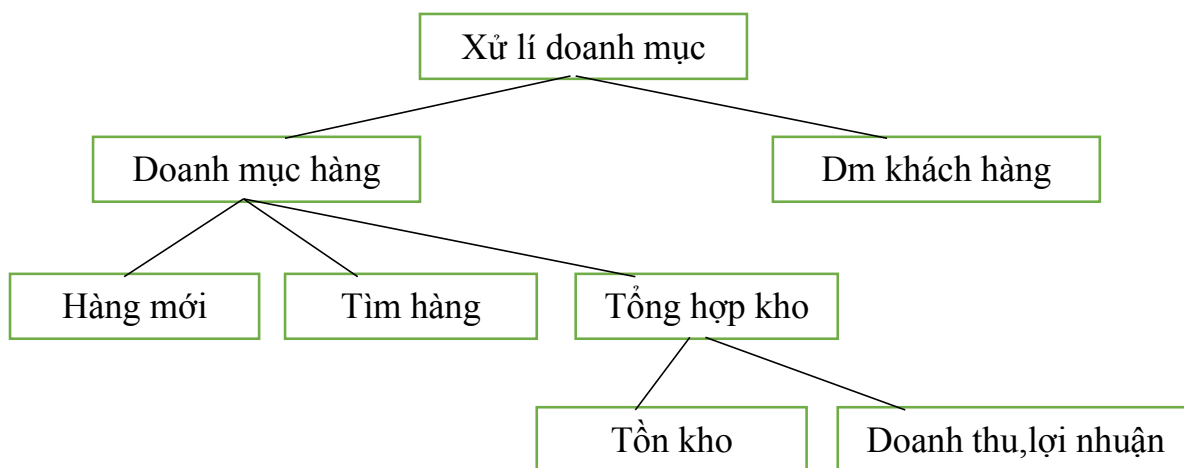 Xử lí doanh mục
Doanh mục hàng
Dm khách hàng
Hàng mới
Tìm hàng
Tổng hợp kho
Tồn kho
Doanh thu,lợi nhuận